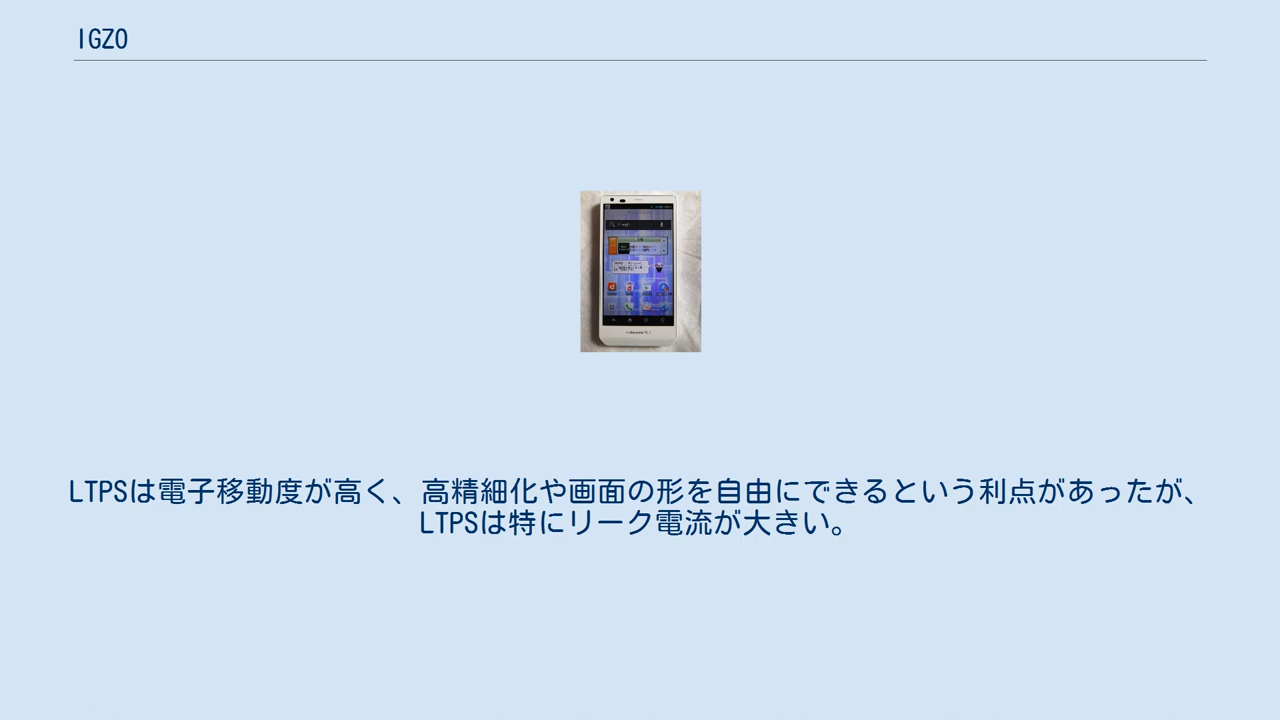 IGZO
LTPSは電子移動度が高く、高精細化や画面の形を自由にできるという利点があったが、
LTPSは特にリーク電流が大きい。